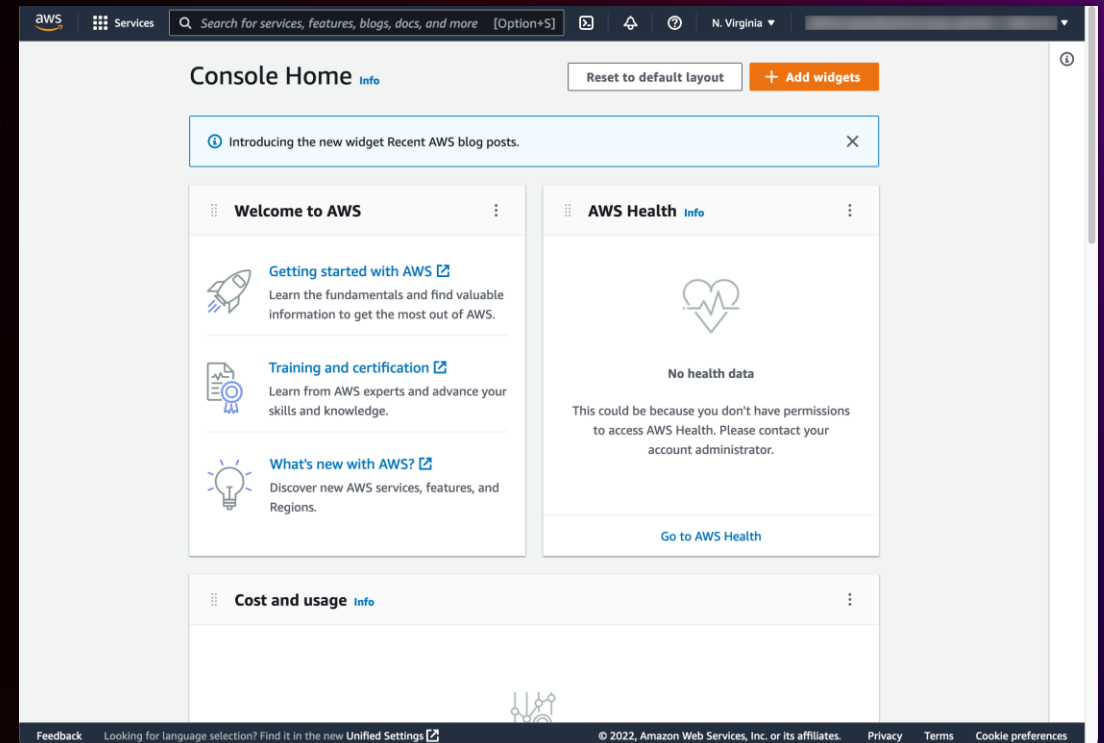 aws Services Search for services, features, blogs, docs, and more [Option+S] N. Virginia
Console Home Info
Reset to default layout
Add widgets
Introducing the new widget Recent AWS blog posts.
Welcome to AWS
Getting started with AWS
Learn the fundamentals and find valuable
information to get the most out of AWS.
Training and certification
Learn from AWS experts and advance your
skills and knowledge.
What's new with AWS?
Discover new AWS services, features, and
Regions.
AWS Health Info
No health data
This could be because you don't have permissions
to access AWS Health. Please contact your
account administrator.
Go to AWS Health
Cost and usage Info
Feedback Looking for language selection? Find it in the new Unified Settings © 2022, Amazon Web Services, Inc. or its affiliates. Privacy Terms Cookie preferences